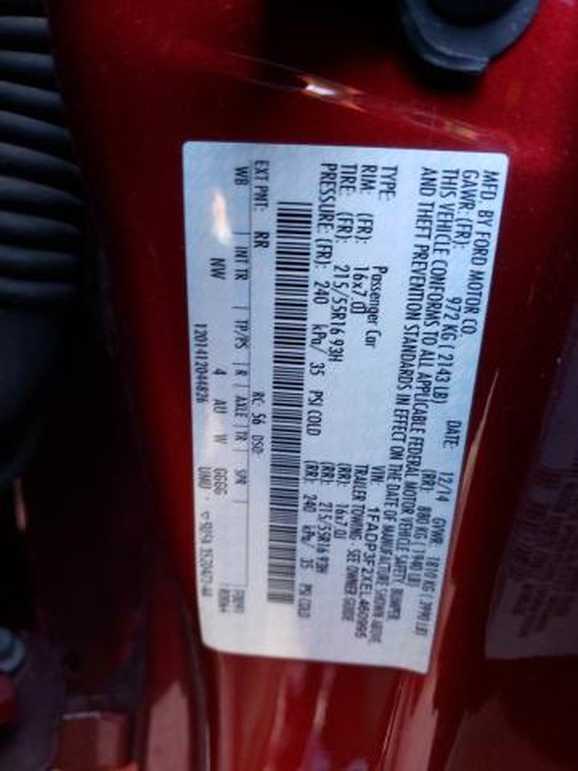 MFD. BY FORD MOTOR CO.
DATE: 12/14 GVWR: 1810 KG ( 3990 LB)
GAWR: (FR): 972 KG ( 2143 LB) (RR): 880 KG ( 1940 LB)
THIS VEHICLE CONFORMS TO ALL APPLICABLE FEDERAL MOTOR VEHICLE SAFETY, BUMPER,
AND THEFT PREVENTION STANDARDS IN EFFECT ON THE DATE OF MANUFACTURE SHOWN ABOVE.
VIN: 1FADP3F2XEL460995
TYPE: Passenger Car TRAILER TOWING - SEE OWNER GUIDE
RIM: (FR): 16x7.0J (RR): 16x7.0J
TIRE: (FR): 215/55R16 93H (RR): 215/55R16 93H
PRESSURE: (FR): 240 kPa/ 35 PSI COLD (RR): 240 kPa/ 35 PSI COLD
EXT PNT: RR RC: 56 DSO:
WB INT TR TP/PS R AXLE TR SPR
NW 4 AU W GGGG
1201412044826 UMU